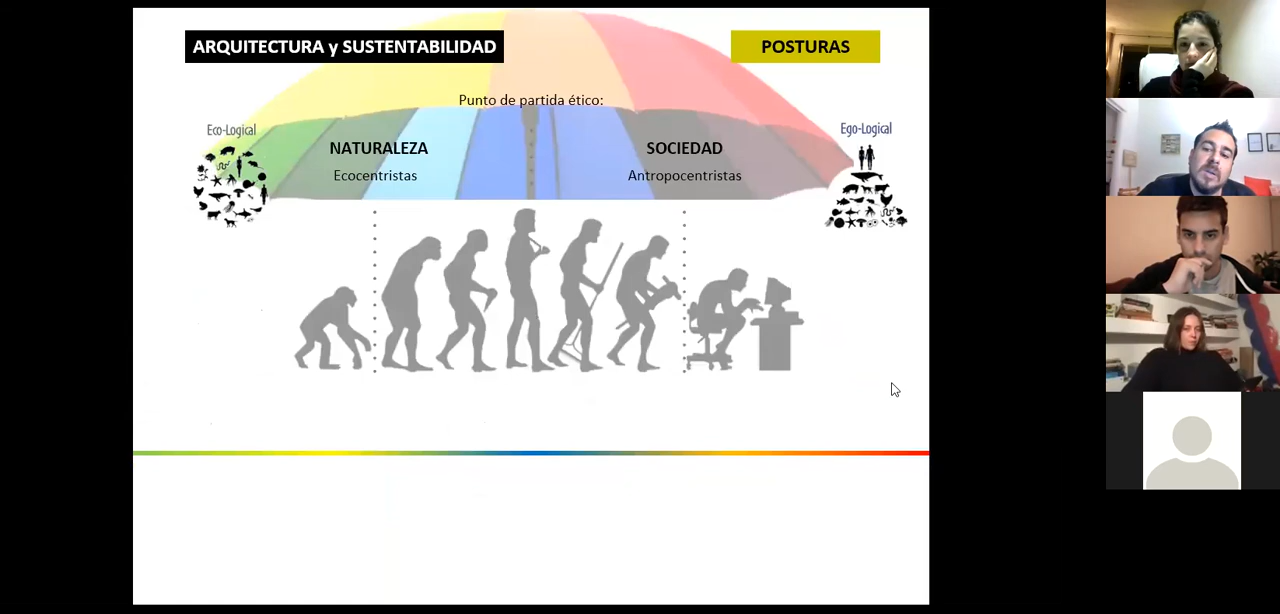 ARQUITECTURA y SUSTENTABILIDAD
POSTURAS
Punto de partida ético:
Eco-Logical
Ego-Logical
NATURALEZA
SOCIEDAD
Ecocentristas
Antropocentristas